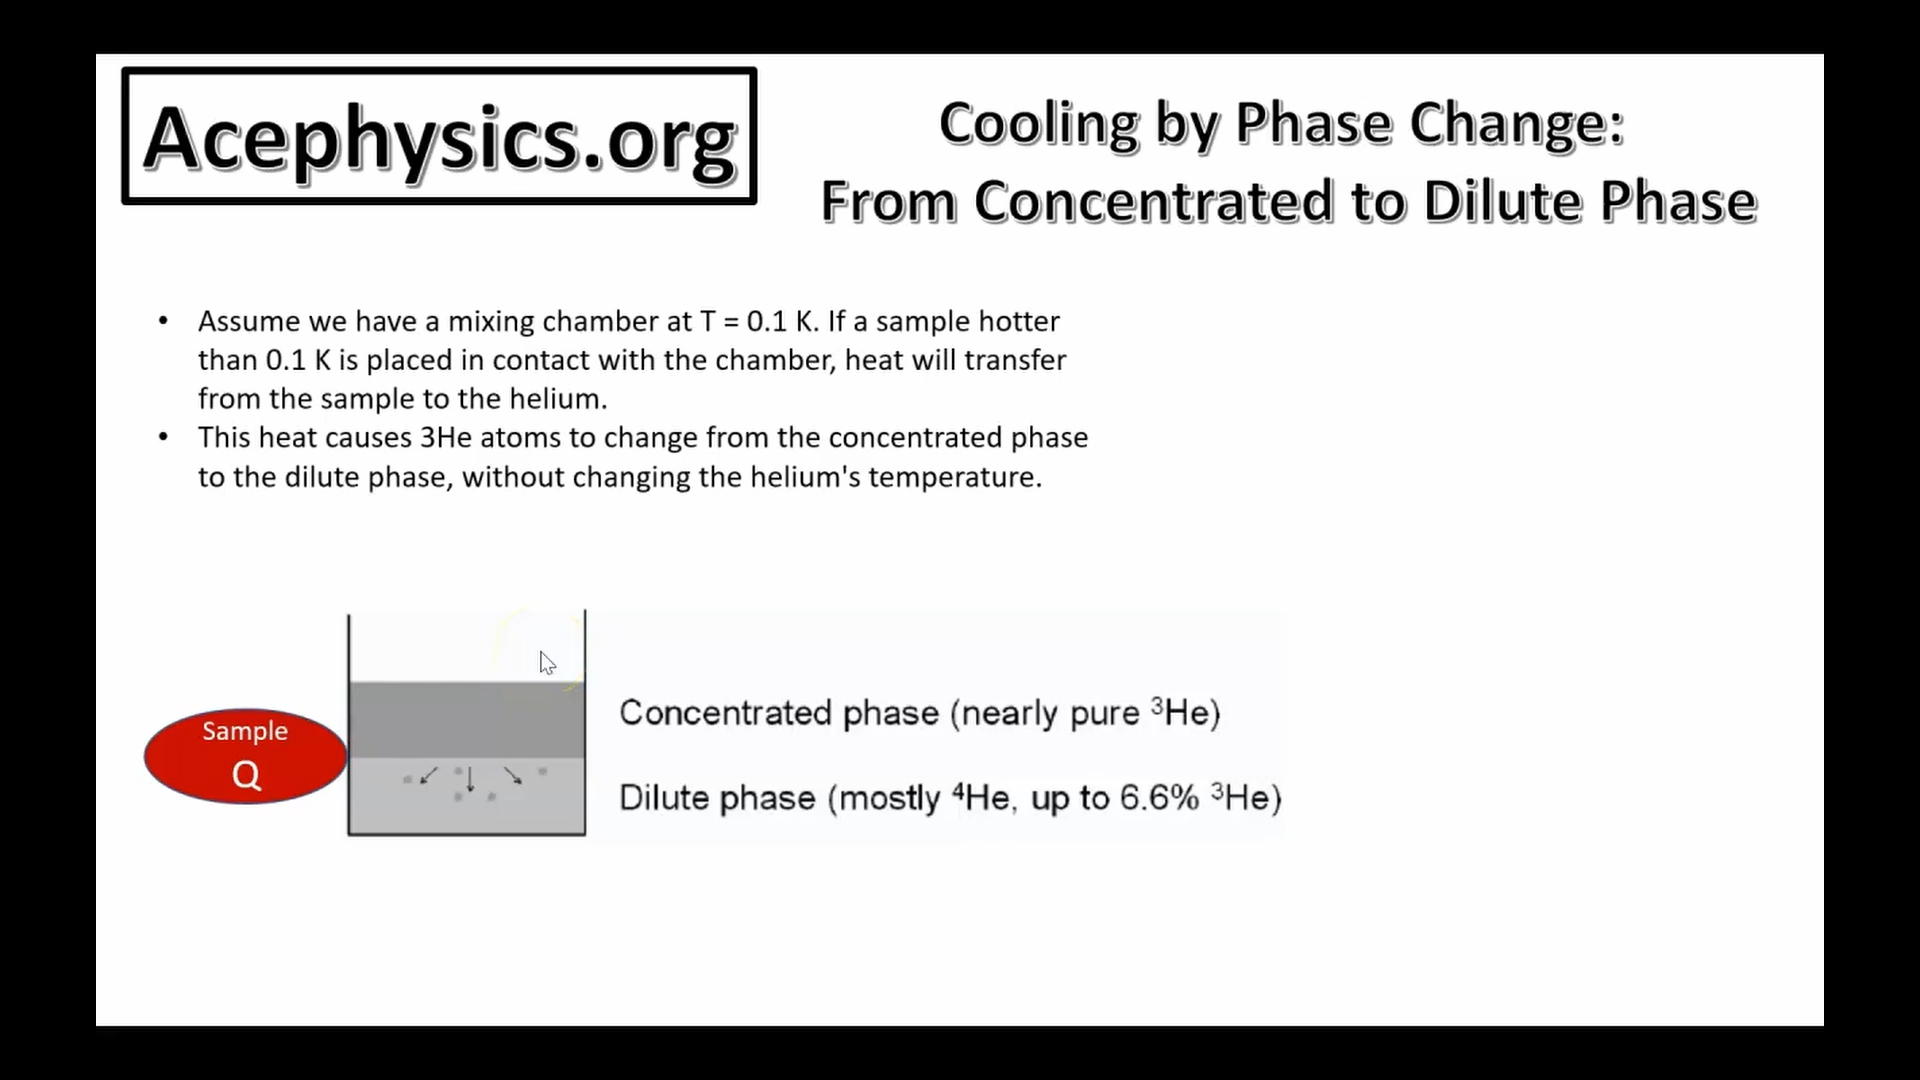 Acephysics.org
Cooling by Phase Change:
From Concentrated to Dilute Phase
• Assume we have a mixing chamber at T = 0.1 K. If a sample hotter
than 0.1 K is placed in contact with the chamber, heat will transfer
from the sample to the helium.
• This heat causes 3He atoms to change from the concentrated phase
to the dilute phase, without changing the helium's temperature.
Sample
Q
Concentrated phase (nearly pure ³He)
Dilute phase (mostly ⁴He, up to 6.6% ³He)